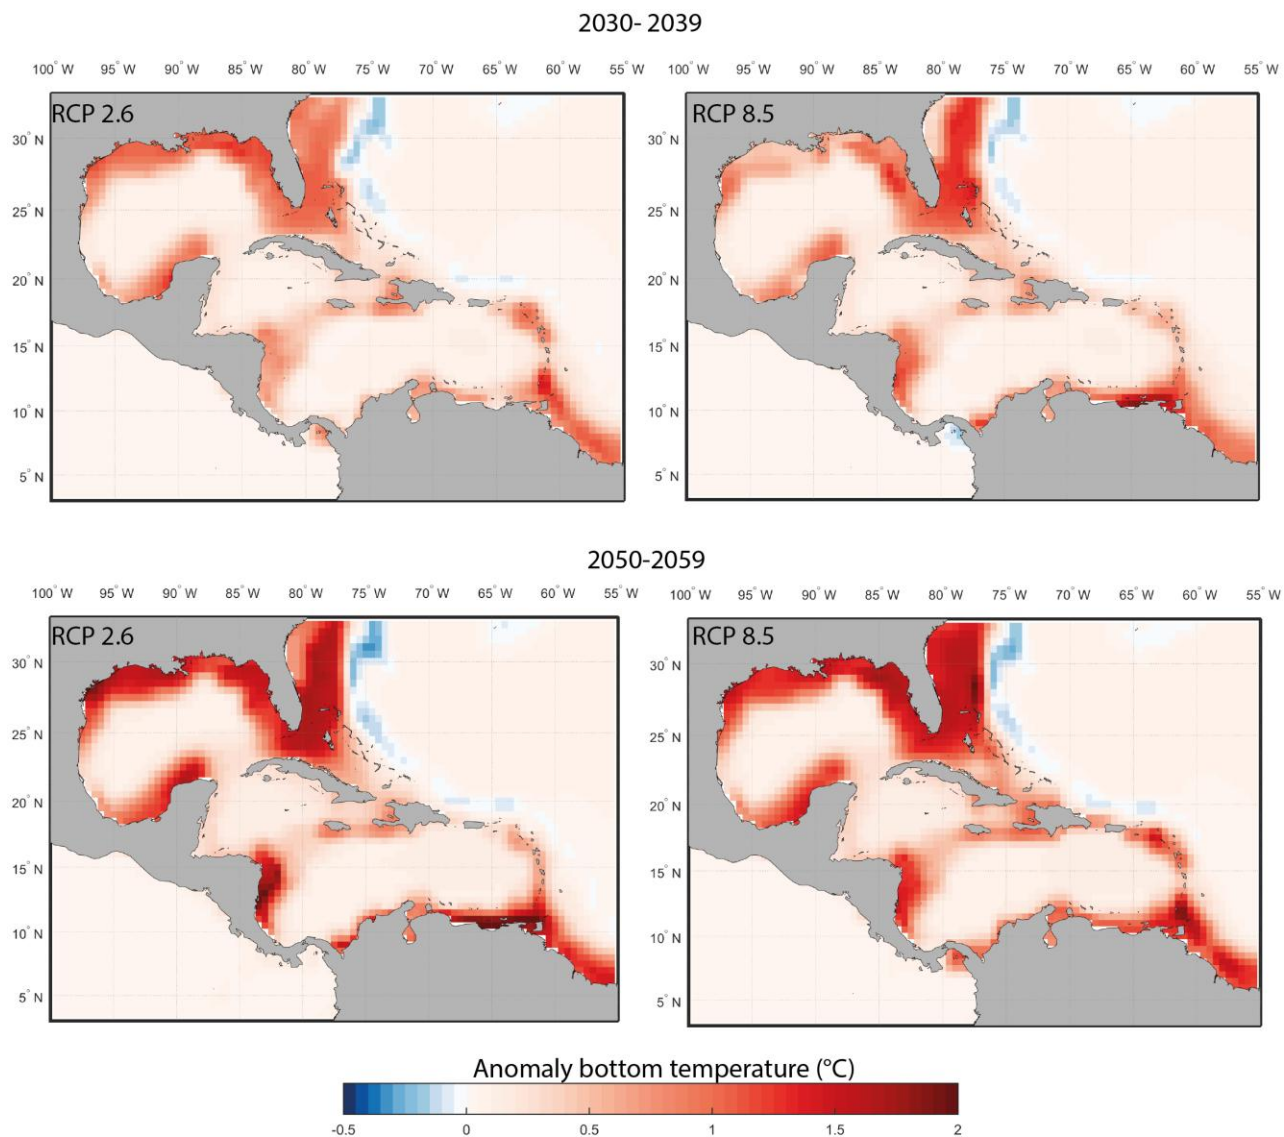 2030- 2039
100° W 95° W 90° W 85° W 80° W 75° W 70° W 65° W 60° W 55° W
100° W 95° W 90° W 85° W 80° W 75° W 70° W 65° W 60° W 55° W
RCP 2.6
RCP 8.5
30° N
25° N
20° N
15° N
10° N
5° N
30° N
25° N
20° N
15° N
10° N
5° N
2050-2059
100° W 95° W 90° W 85° W 80° W 75° W 70° W 65° W 60° W 55° W
100° W 95° W 90° W 85° W 80° W 75° W 70° W 65° W 60° W 55° W
RCP 2.6
RCP 8.5
30° N
25° N
20° N
15° N
10° N
5° N
30° N
25° N
20° N
15° N
10° N
5° N
Anomaly bottom temperature (°C)
-0.5 0 0.5 1 1.5 2